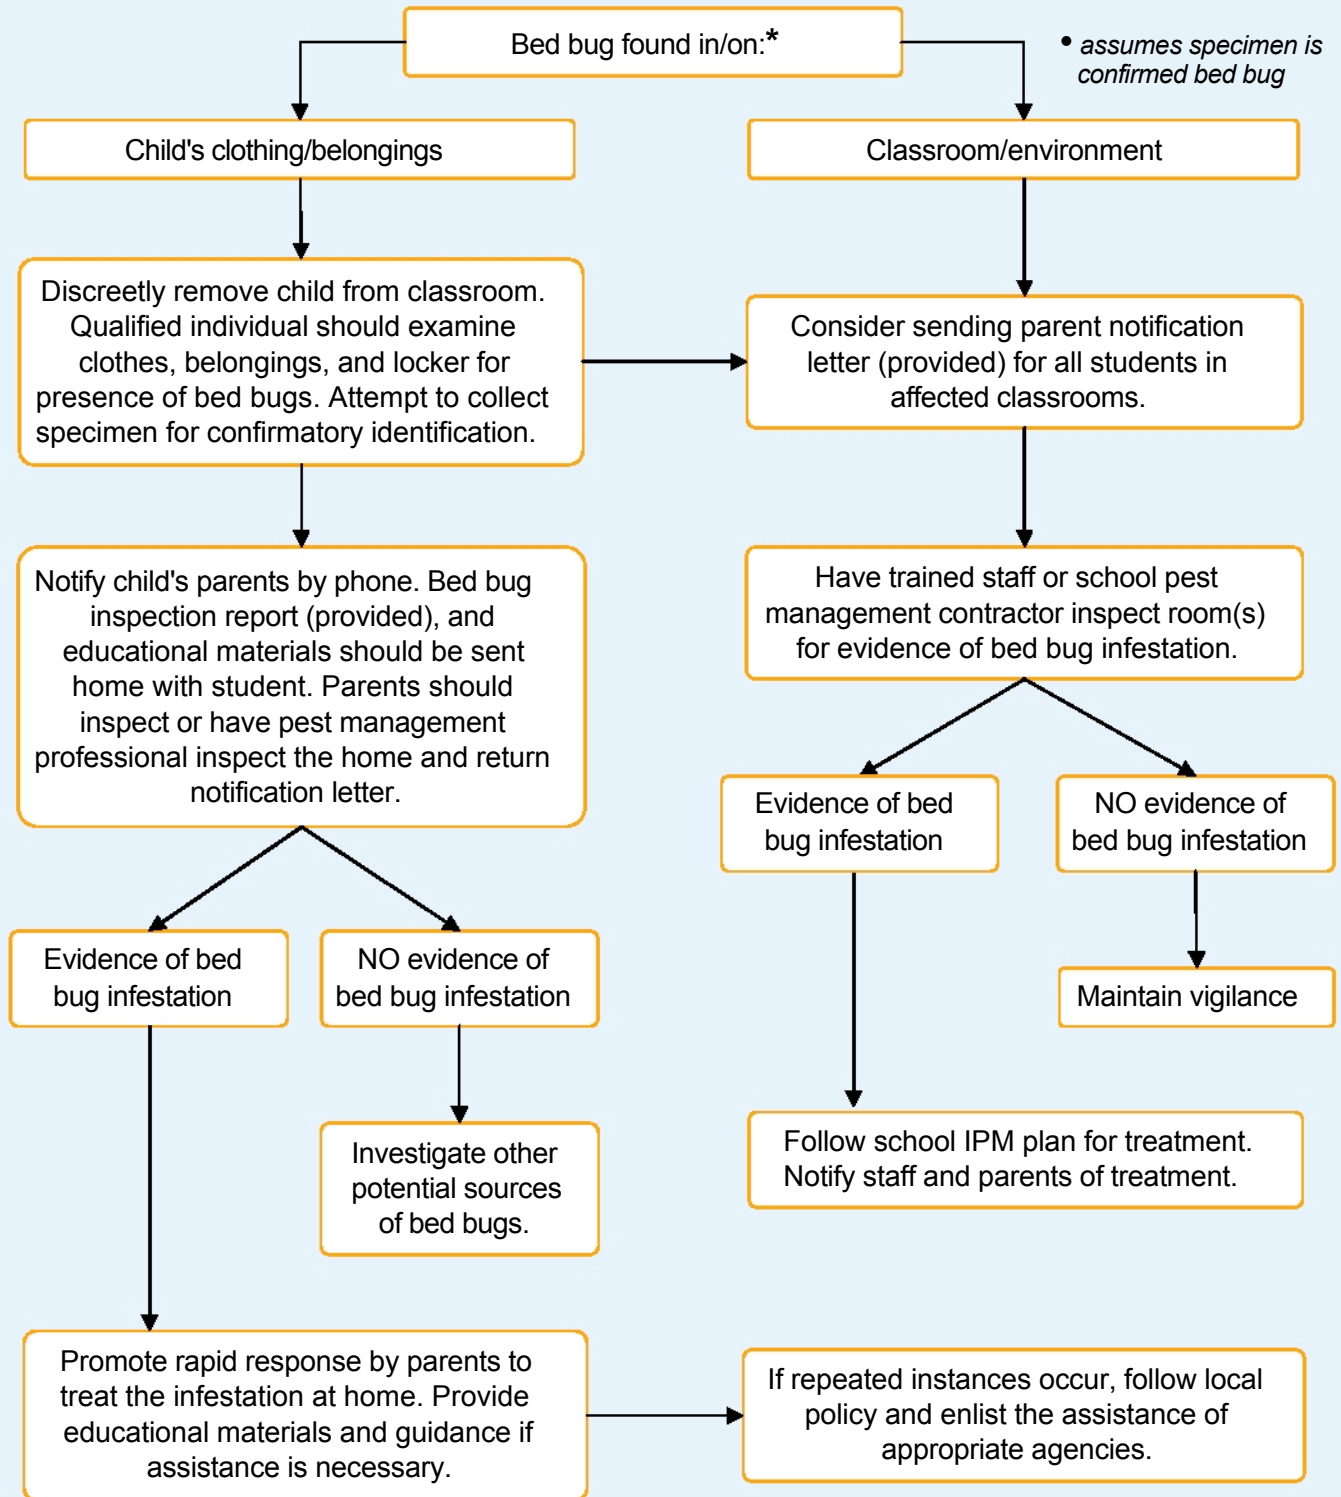 Bed bug found in/on:*
• assumes specimen is
confirmed bed bug
Child's clothing/belongings
Classroom/environment
Discreetly remove child from classroom.
Qualified individual should examine
clothes, belongings, and locker for
presence of bed bugs. Attempt to collect
specimen for confirmatory identification.
Consider sending parent notification
letter (provided) for all students in
affected classrooms.
Notify child's parents by phone. Bed bug
inspection report (provided), and
educational materials should be sent
home with student. Parents should
inspect or have pest management
professional inspect the home and return
notification letter.
Have trained staff or school pest
management contractor inspect room(s)
for evidence of bed bug infestation.
Evidence of bed
bug infestation
NO evidence of
bed bug infestation
Maintain vigilance
Evidence of bed
bug infestation
NO evidence of
bed bug infestation
Investigate other
potential sources
of bed bugs.
Follow school IPM plan for treatment.
Notify staff and parents of treatment.
Promote rapid response by parents to
treat the infestation at home. Provide
educational materials and guidance if
assistance is necessary.
If repeated instances occur, follow local
policy and enlist the assistance of
appropriate agencies.